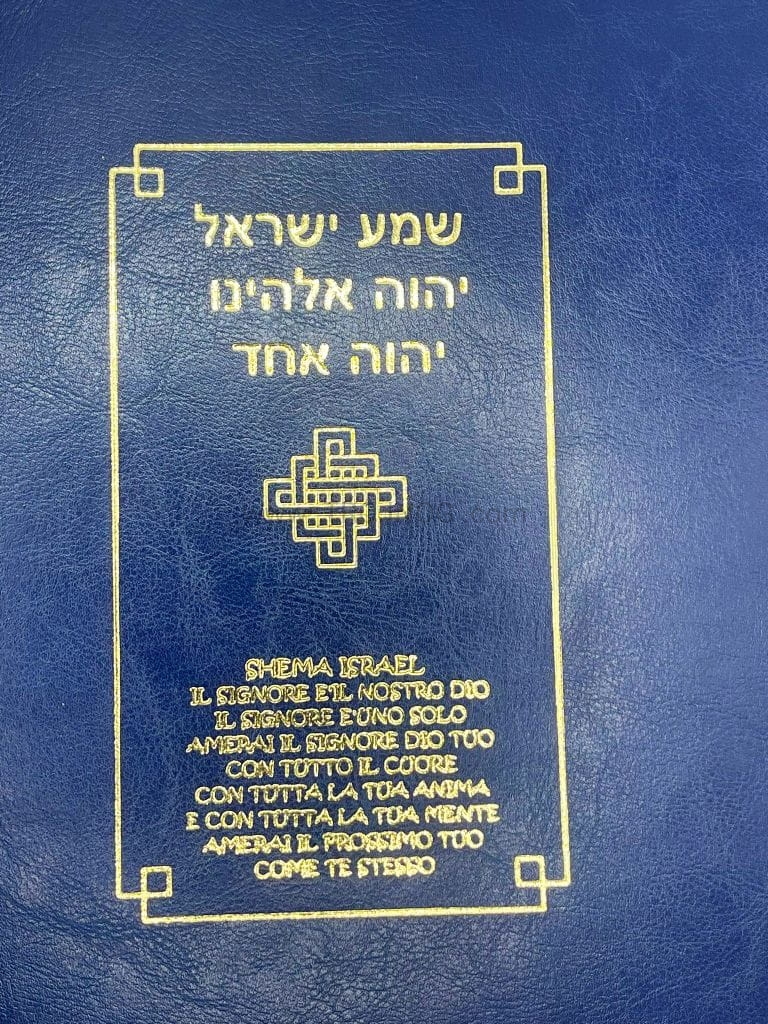 שמע ישראל
יהוה אלהינו
יהוה אחד
SHEMA ISRAEL
IL SIGNORE E'IL NOSTRO DIO
IL SIGNORE E'UNO SOLO
AMERAI IL SIGNORE DIO TUO
CON TUTTO IL CUORE
CON TUTTA LA TUA ANIMA
E CON TUTTA LA TUA MENTE
AMERAI IL PROSSIMO TUO
COME TE STESSO